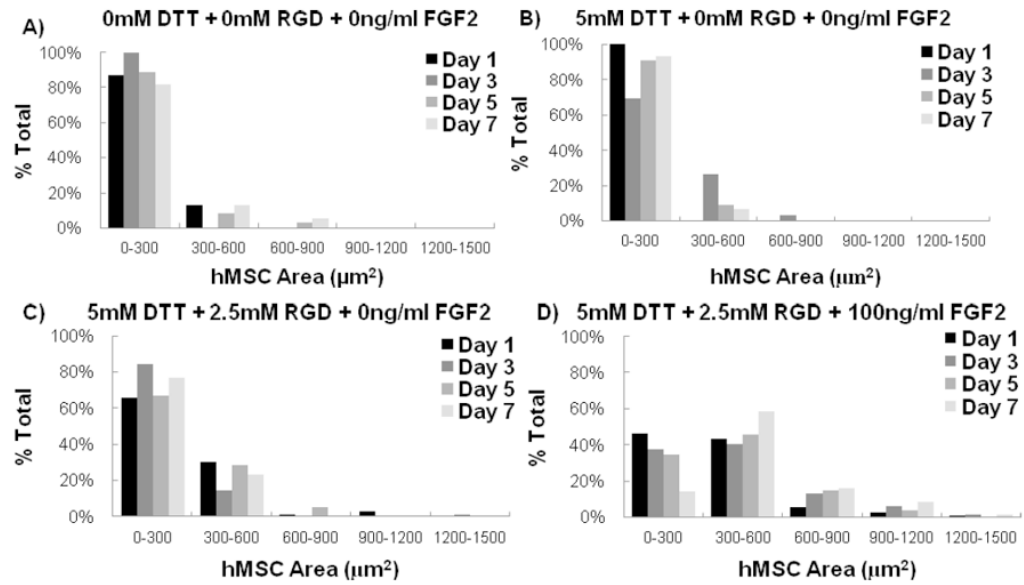 A) 0mM DTT + 0mM RGD + 0ng/ml FGF2
100%
80%
60%
40%
20%
0%
% Total
Day 1
Day 3
Day 5
Day 7
0-300 300-600 600-900 900-1200 1200-1500
hMSC Area (µm²)
B) 5mM DTT + 0mM RGD + 0ng/ml FGF2
100%
80%
60%
40%
20%
0%
% Total
Day 1
Day 3
Day 5
Day 7
0-300 300-600 600-900 900-1200 1200-1500
hMSC Area (µm²)
C) 5mM DTT + 2.5mM RGD + 0ng/ml FGF2
100%
80%
60%
40%
20%
0%
% Total
Day 1
Day 3
Day 5
Day 7
0-300 300-600 600-900 900-1200 1200-1500
hMSC Area (µm²)
D) 5mM DTT + 2.5mM RGD + 100ng/ml FGF2
100%
80%
60%
40%
20%
0%
% Total
Day 1
Day 3
Day 5
Day 7
0-300 300-600 600-900 900-1200 1200-1500
hMSC Area (µm²)